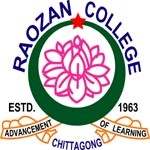 RAOZAN COLLEGE
ESTD. 1963
ADVANCEMENT OF LEARNING
CHITTAGONG